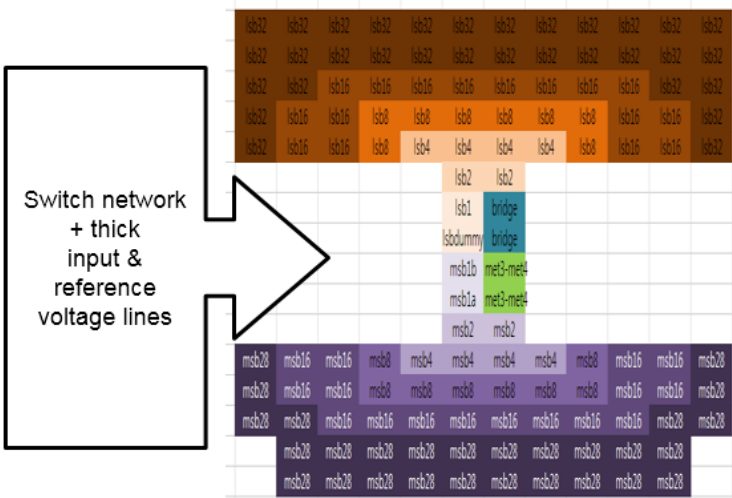 lsb32 lsb32 lsb32 lsb32 lsb32 lsb32 lsb32 lsb32 lsb32 lsb32 lsb32 lsb32
lsb32 lsb32 lsb32 lsb32 lsb32 lsb32 lsb32 lsb32 lsb32 lsb32 lsb32 lsb32
lsb32 lsb32 lsb16 lsb16 lsb16 lsb16 lsb16 lsb16 lsb16 lsb16 lsb32 lsb32
lsb32 lsb16 lsb16 lsb8 lsb8 lsb8 lsb8 lsb8 lsb8 lsb16 lsb16 lsb32
lsb32 lsb16 lsb16 lsb8 lsb4 lsb4 lsb4 lsb4 lsb8 lsb16 lsb16 lsb32
lsb2 lsb2
lsb1 bridge
lsbdummy bridge
msb1b met3-met4
msb1a met3-met4
msb2 msb2
msb28 msb16 msb16 msb8 msb4 msb4 msb4 msb4 msb8 msb16 msb16 msb28
msb28 msb16 msb16 msb8 msb8 msb8 msb8 msb8 msb8 msb16 msb16 msb28
msb28 msb28 msb16 msb16 msb16 msb16 msb16 msb16 msb16 msb16 msb28 msb28
msb28 msb28 msb28 msb28 msb28 msb28 msb28 msb28 msb28 msb28
msb28 msb28 msb28 msb28 msb28 msb28 msb28 msb28 msb28 msb28
Switch network
+ thick
input &
reference
voltage lines